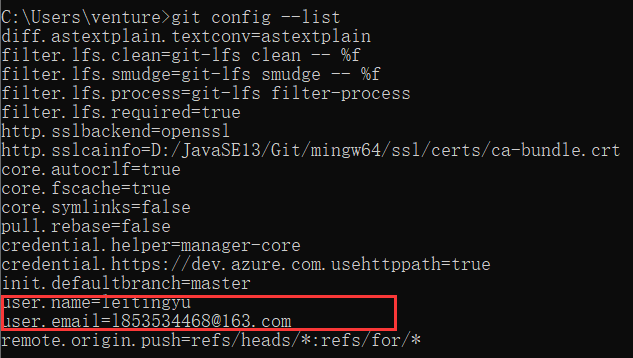 C:\Users\venture>git config --list
diff.astextplain.textconv=astextplain
filter.lfs.clean=git-lfs clean -- %f
filter.lfs.smudge=git-lfs smudge -- %f
filter.lfs.process=git-lfs filter-process
filter.lfs.required=true
http.sslbackend=openssl
http.sslcainfo=D:/JavaSE13/Git/mingw64/ssl/certs/ca-bundle.crt
core.autocrlf=true
core.fscache=true
core.symlinks=false
pull.rebase=false
credential.helper=manager-core
credential.https://dev.azure.com.usehttppath=true
init.defaultbranch=master
user.name=leitingyu
user.email=1853534468@163.com
remote.origin.push=refs/heads/*:refs/for/*